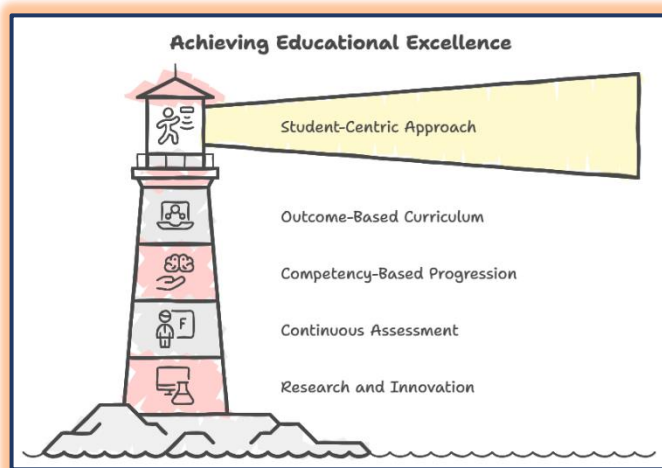 Achieving Educational Excellence
Student-Centric Approach
Outcome-Based Curriculum
Competency-Based Progression
F
Continuous Assessment
Research and Innovation